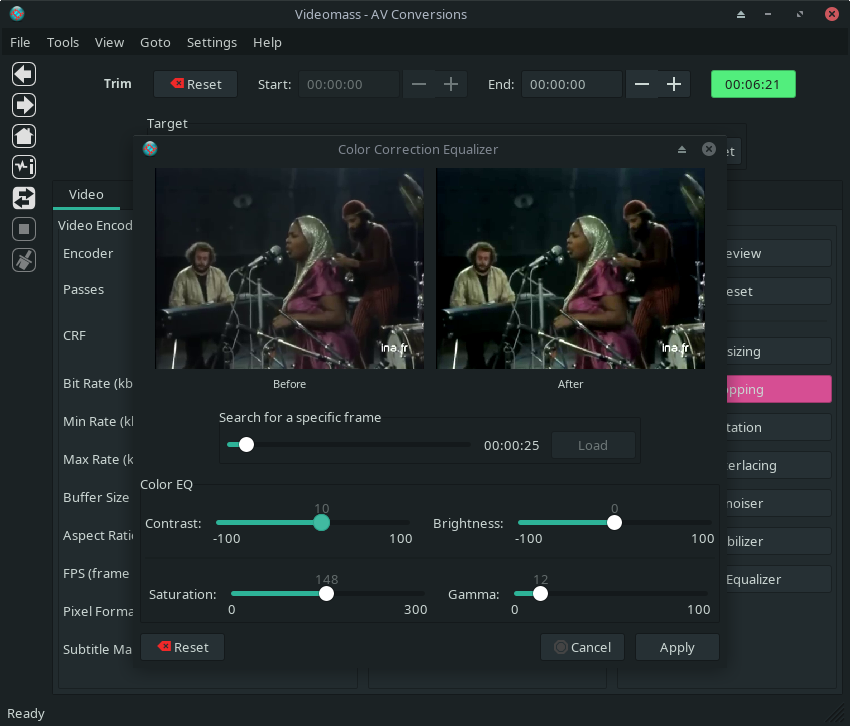 Videomass - AV Conversions
File Tools View Goto Settings Help
Trim Reset Start: 00:00:00 End: 00:00:00 00:06:21
Target
Color Correction Equalizer
Video
Video Encod
Encoder
Passes
CRF
Bit Rate (kb
Min Rate (kl
Max Rate (k
Buffer Size
Aspect Ratio
FPS (frame
Pixel Forma
Subtitle Ma
et
eview
eset
sizing
pping
tation
erlacing
noiser
bilizer
Equalizer
ina.fr
ina.fr
Before After
Search for a specific frame
00:00:25 Load
Color EQ
10
Contrast:
-100 100
0
Brightness:
-100 100
148
Saturation:
0 300
12
Gamma:
0 100
Reset Cancel Apply
Ready